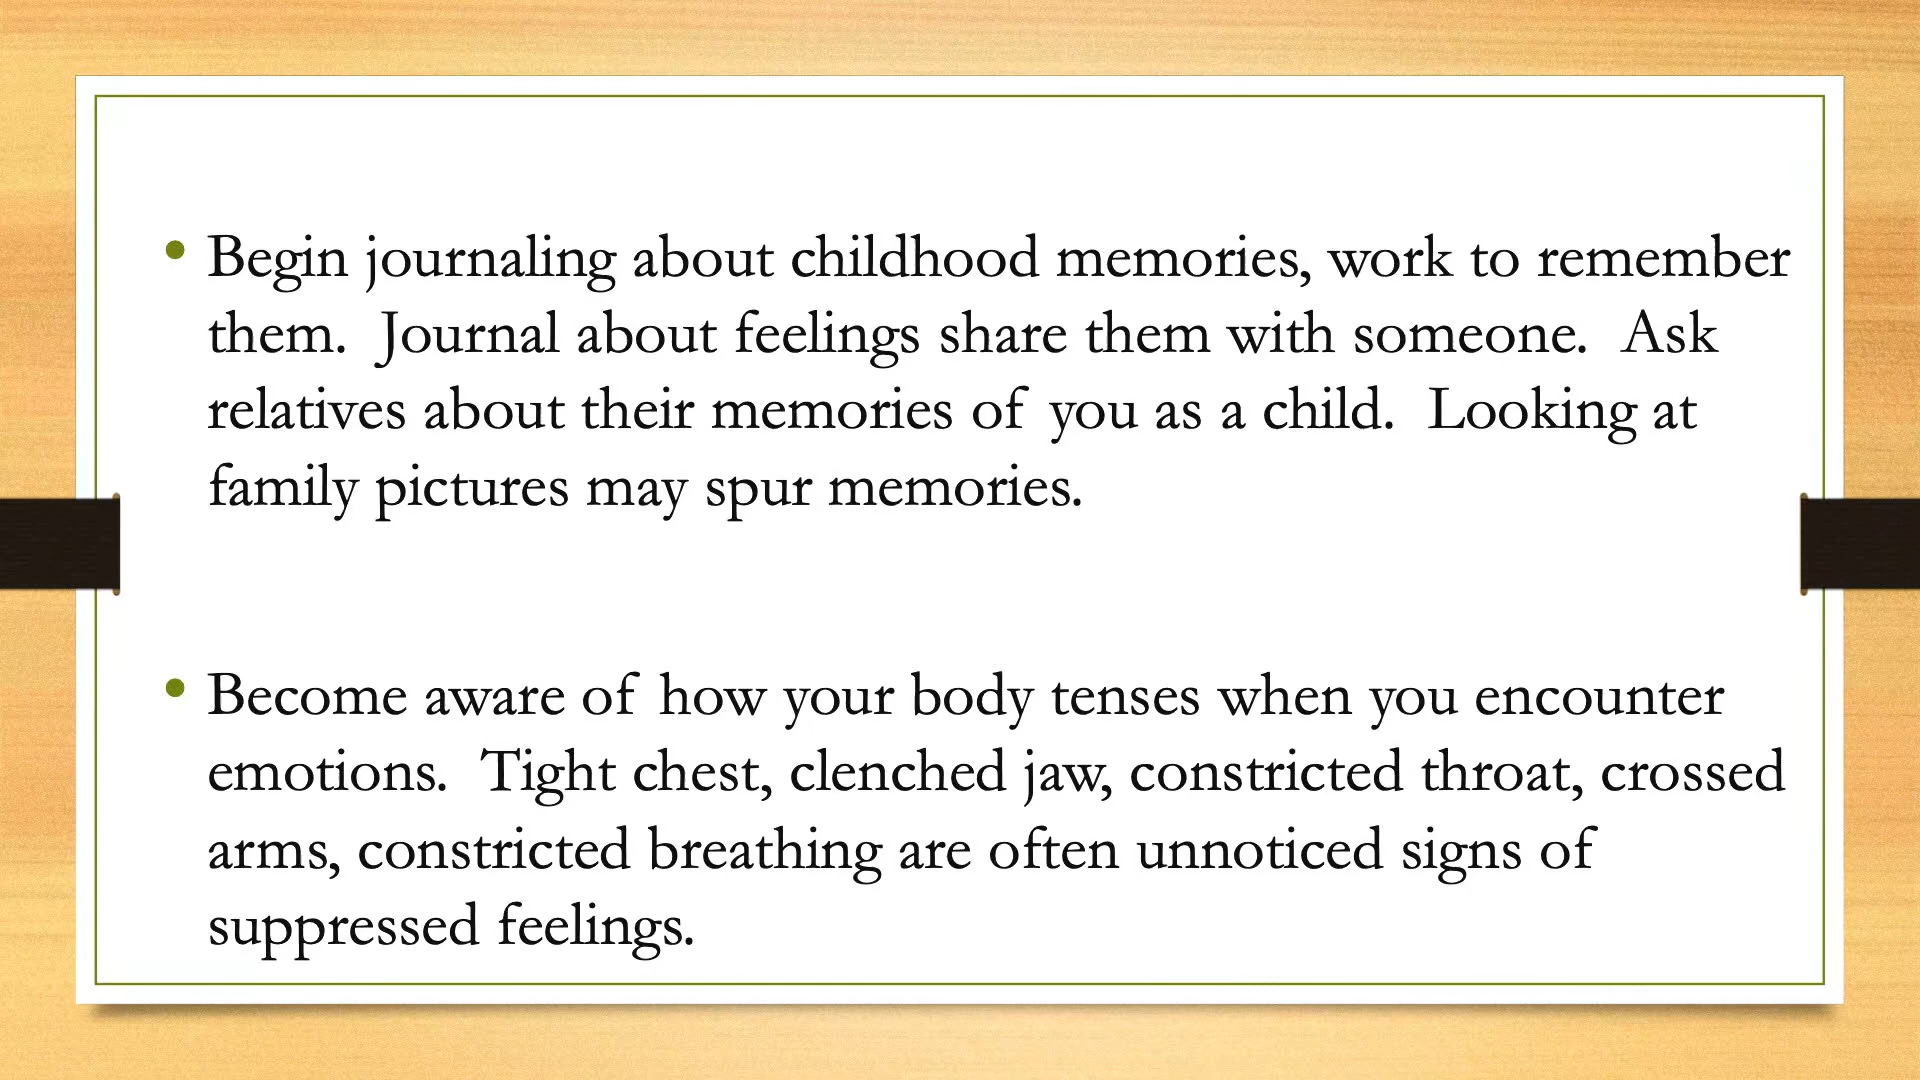 • Begin journaling about childhood memories, work to remember
them.  Journal about feelings share them with someone.  Ask
relatives about their memories of you as a child.  Looking at
family pictures may spur memories.
• Become aware of how your body tenses when you encounter
emotions.  Tight chest, clenched jaw, constricted throat, crossed
arms, constricted breathing are often unnoticed signs of
suppressed feelings.